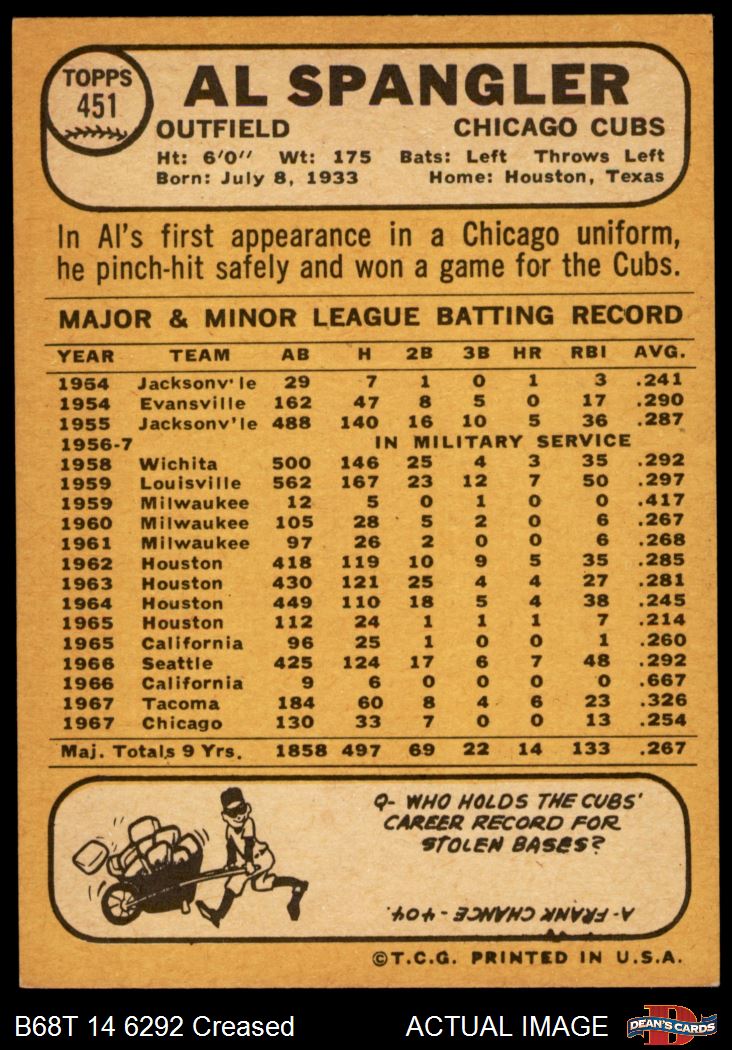 TOPPS
451
AL SPANGLER
OUTFIELD CHICAGO CUBS
Ht: 6'0'' Wt: 175 Bats: Left Throws Left
Born: July 8, 1933 Home: Houston, Texas
In Al's first appearance in a Chicago uniform,
he pinch-hit safely and won a game for the Cubs.
MAJOR & MINOR LEAGUE BATTING RECORD
YEAR TEAM AB H 2B 3B HR RBI AVG.
1954 Jacksonv'le 29 7 1 0 1 3 .241
1954 Evansville 162 47 8 5 0 17 .290
1955 Jacksonv'le 488 140 16 10 5 36 .287
1956-7 IN MILITARY SERVICE
1958 Wichita 500 146 25 4 3 35 .292
1959 Louisville 562 167 23 12 7 50 .297
1959 Milwaukee 12 5 0 1 0 0 .417
1960 Milwaukee 105 28 5 2 0 6 .267
1961 Milwaukee 97 26 2 0 0 6 .268
1962 Houston 418 119 10 9 5 35 .285
1963 Houston 430 121 25 4 4 27 .281
1964 Houston 449 110 18 5 4 38 .245
1965 Houston 112 24 1 1 1 7 .214
1965 California 96 25 1 0 0 1 .260
1966 Seattle 425 124 17 6 7 48 .292
1966 California 9 6 0 0 0 0 .667
1967 Tacoma 184 60 8 4 6 23 .326
1967 Chicago 130 33 7 0 0 13 .254
Maj. Totals 9 Yrs. 1858 497 69 22 14 133 .267
Q- WHO HOLDS THE CUBS'
CAREER RECORD FOR
STOLEN BASES?
A- FRANK CHANCE - 404.
©T.C.G. PRINTED IN U.S.A.
B68T 14 6292 Creased ACTUAL IMAGE
D
DEAN'S CARDS